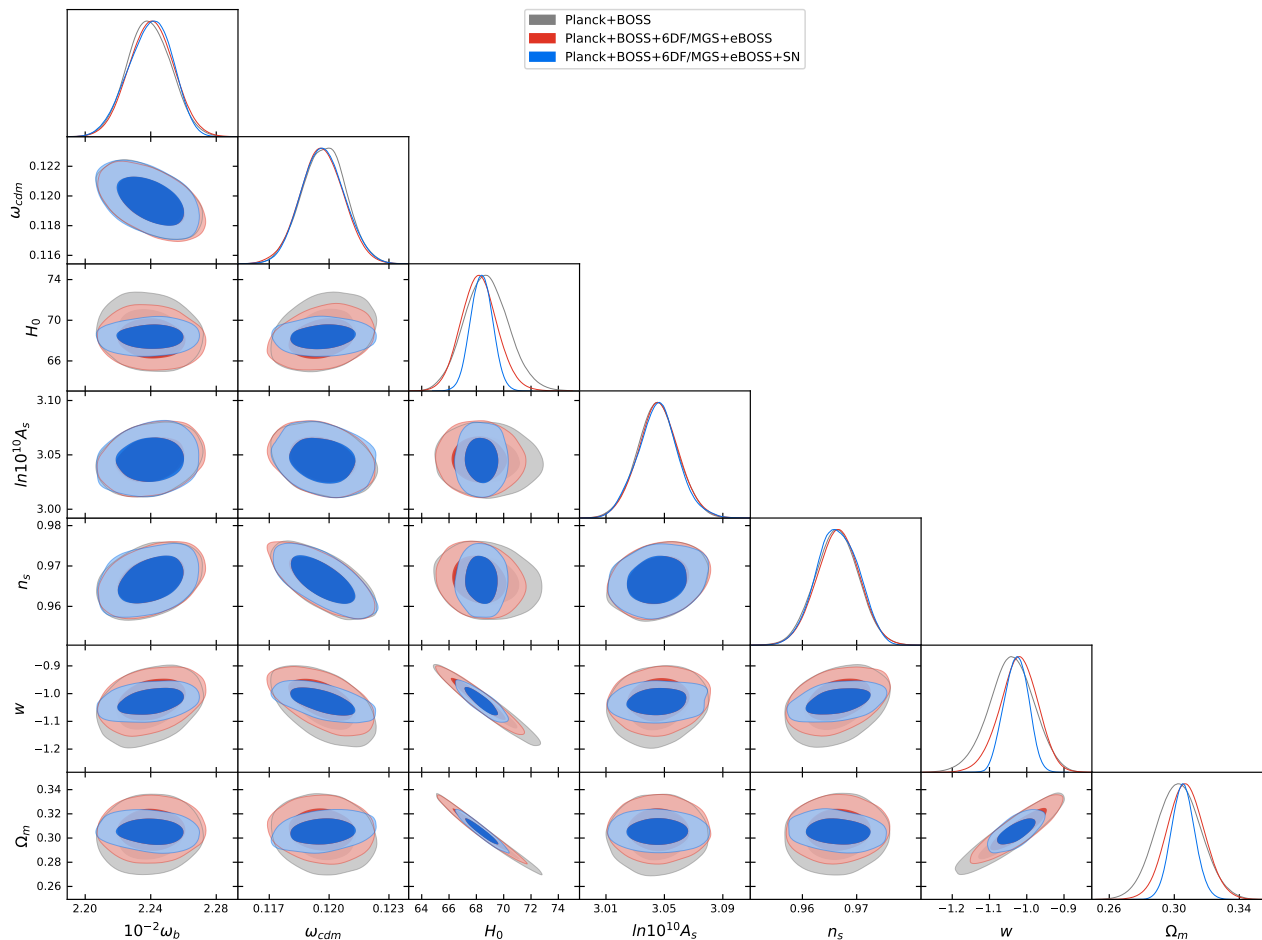 Planck+BOSS
Planck+BOSS+6DF/MGS+eBOSS
Planck+BOSS+6DF/MGS+eBOSS+SN
0.122
0.120
0.118
0.116
ω_cdm
74
70
66
H_0
3.10
3.05
3.00
ln10^{10}A_s
0.98
0.97
0.96
n_s
−0.9
−1.0
−1.1
−1.2
w
0.34
0.32
0.30
0.28
0.26
Ω_m
2.20 2.24 2.28
0.117 0.120 0.123
64 66 68 70 72 74
3.01 3.05 3.09
0.96 0.97
−1.2 −1.1 −1.0 −0.9
0.26 0.30 0.34
10^{−2}ω_b ω_cdm H_0 ln10^{10}A_s n_s w Ω_m